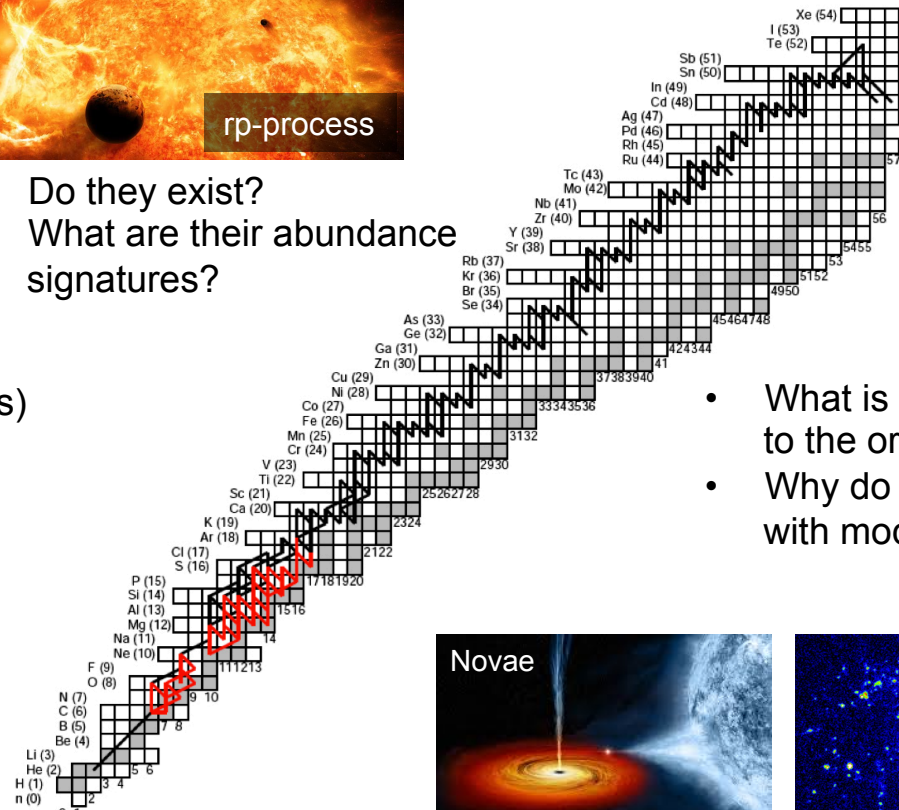 rp-process
Do they exist?
What are their abundance
signatures?
s)
What is
to the or
Why do
with mod
Novae
Xe (54)
I (53)
Te (52)
Sb (51)
Sn (50)
In (49)
Cd (48)
Ag (47)
Pd (46)
Rh (45)
Ru (44)
Tc (43)
Mo (42)
Nb (41)
Zr (40)
Y (39)
Sr (38)
Rb (37)
Kr (36)
Br (35)
Se (34)
As (33)
Ge (32)
Ga (31)
Zn (30)
Cu (29)
Ni (28)
Co (27)
Fe (26)
Mn (25)
Cr (24)
V (23)
Ti (22)
Sc (21)
Ca (20)
K (19)
Ar (18)
Cl (17)
S (16)
P (15)
Si (14)
Al (13)
Mg (12)
Na (11)
Ne (10)
F (9)
O (8)
N (7)
C (6)
B (5)
Be (4)
Li (3)
He (2)
H (1)
n (0)
57
56
5455
53
5152
4950
45464748
424344
41
37383940
33343536
3132
2930
25262728
2324
2122
17181920
1516
14
111213
9 10
7 8
5 6
3 4
2